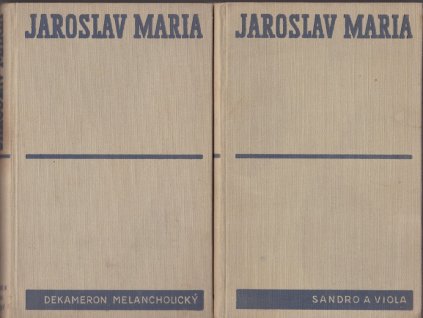 JAROSLAV MARIA
DEKAMERON MELANCHOLICKÝ
JAROSLAV MARIA
SANDRO A VIOLA